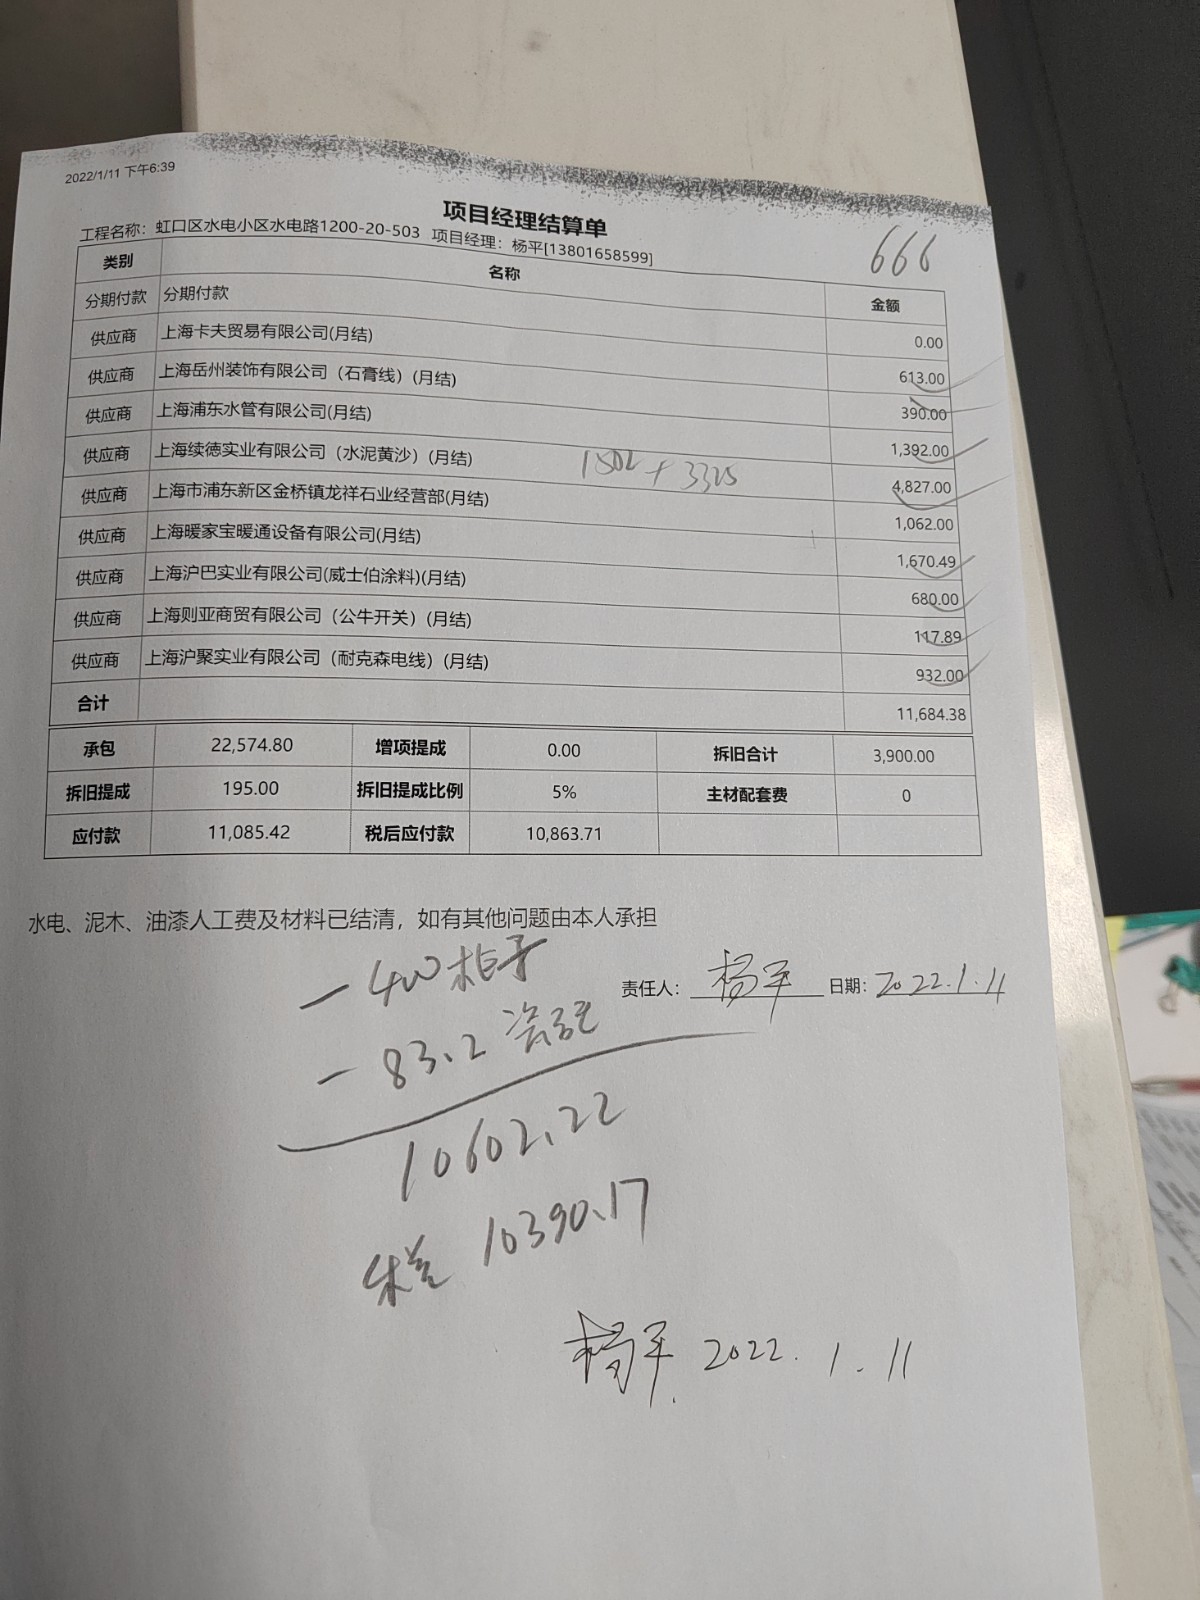 2022/1/11 下午6:39
项目经理结算单
工程名称：虹口区水电小区水电路1200-20-503 项目经理：杨平[13801658599]
666
类别 名称 金额
分期付款 分期付款 0.00
供应商 上海卡夫贸易有限公司(月结) 613.00
供应商 上海岳州装饰有限公司（石膏线）(月结) 390.00
供应商 上海浦东水管有限公司(月结) 1,392.00
供应商 上海续德实业有限公司（水泥黄沙）(月结) 1502 + 3325 4,827.00
供应商 上海市浦东新区金桥镇龙祥石业经营部(月结) 1,062.00
供应商 上海暖家宝暖通设备有限公司(月结) 1,670.49
供应商 上海沪巴实业有限公司(威士伯涂料)(月结) 680.00
供应商 上海则亚商贸有限公司（公牛开关）(月结) 117.89
供应商 上海沪聚实业有限公司（耐克森电线）(月结) 932.00
合计 11,684.38
承包 22,574.80 增项提成 0.00 拆旧合计 3,900.00
拆旧提成 195.00 拆旧提成比例 5% 主材配套费 0
应付款 11,085.42 税后应付款 10,863.71
水电、泥木、油漆人工费及材料已结清，如有其他问题由本人承担
责任人： 杨平 日期: 2022.1.11
-400
-83.2
10602.22
10390.17
杨平 2022.1.11